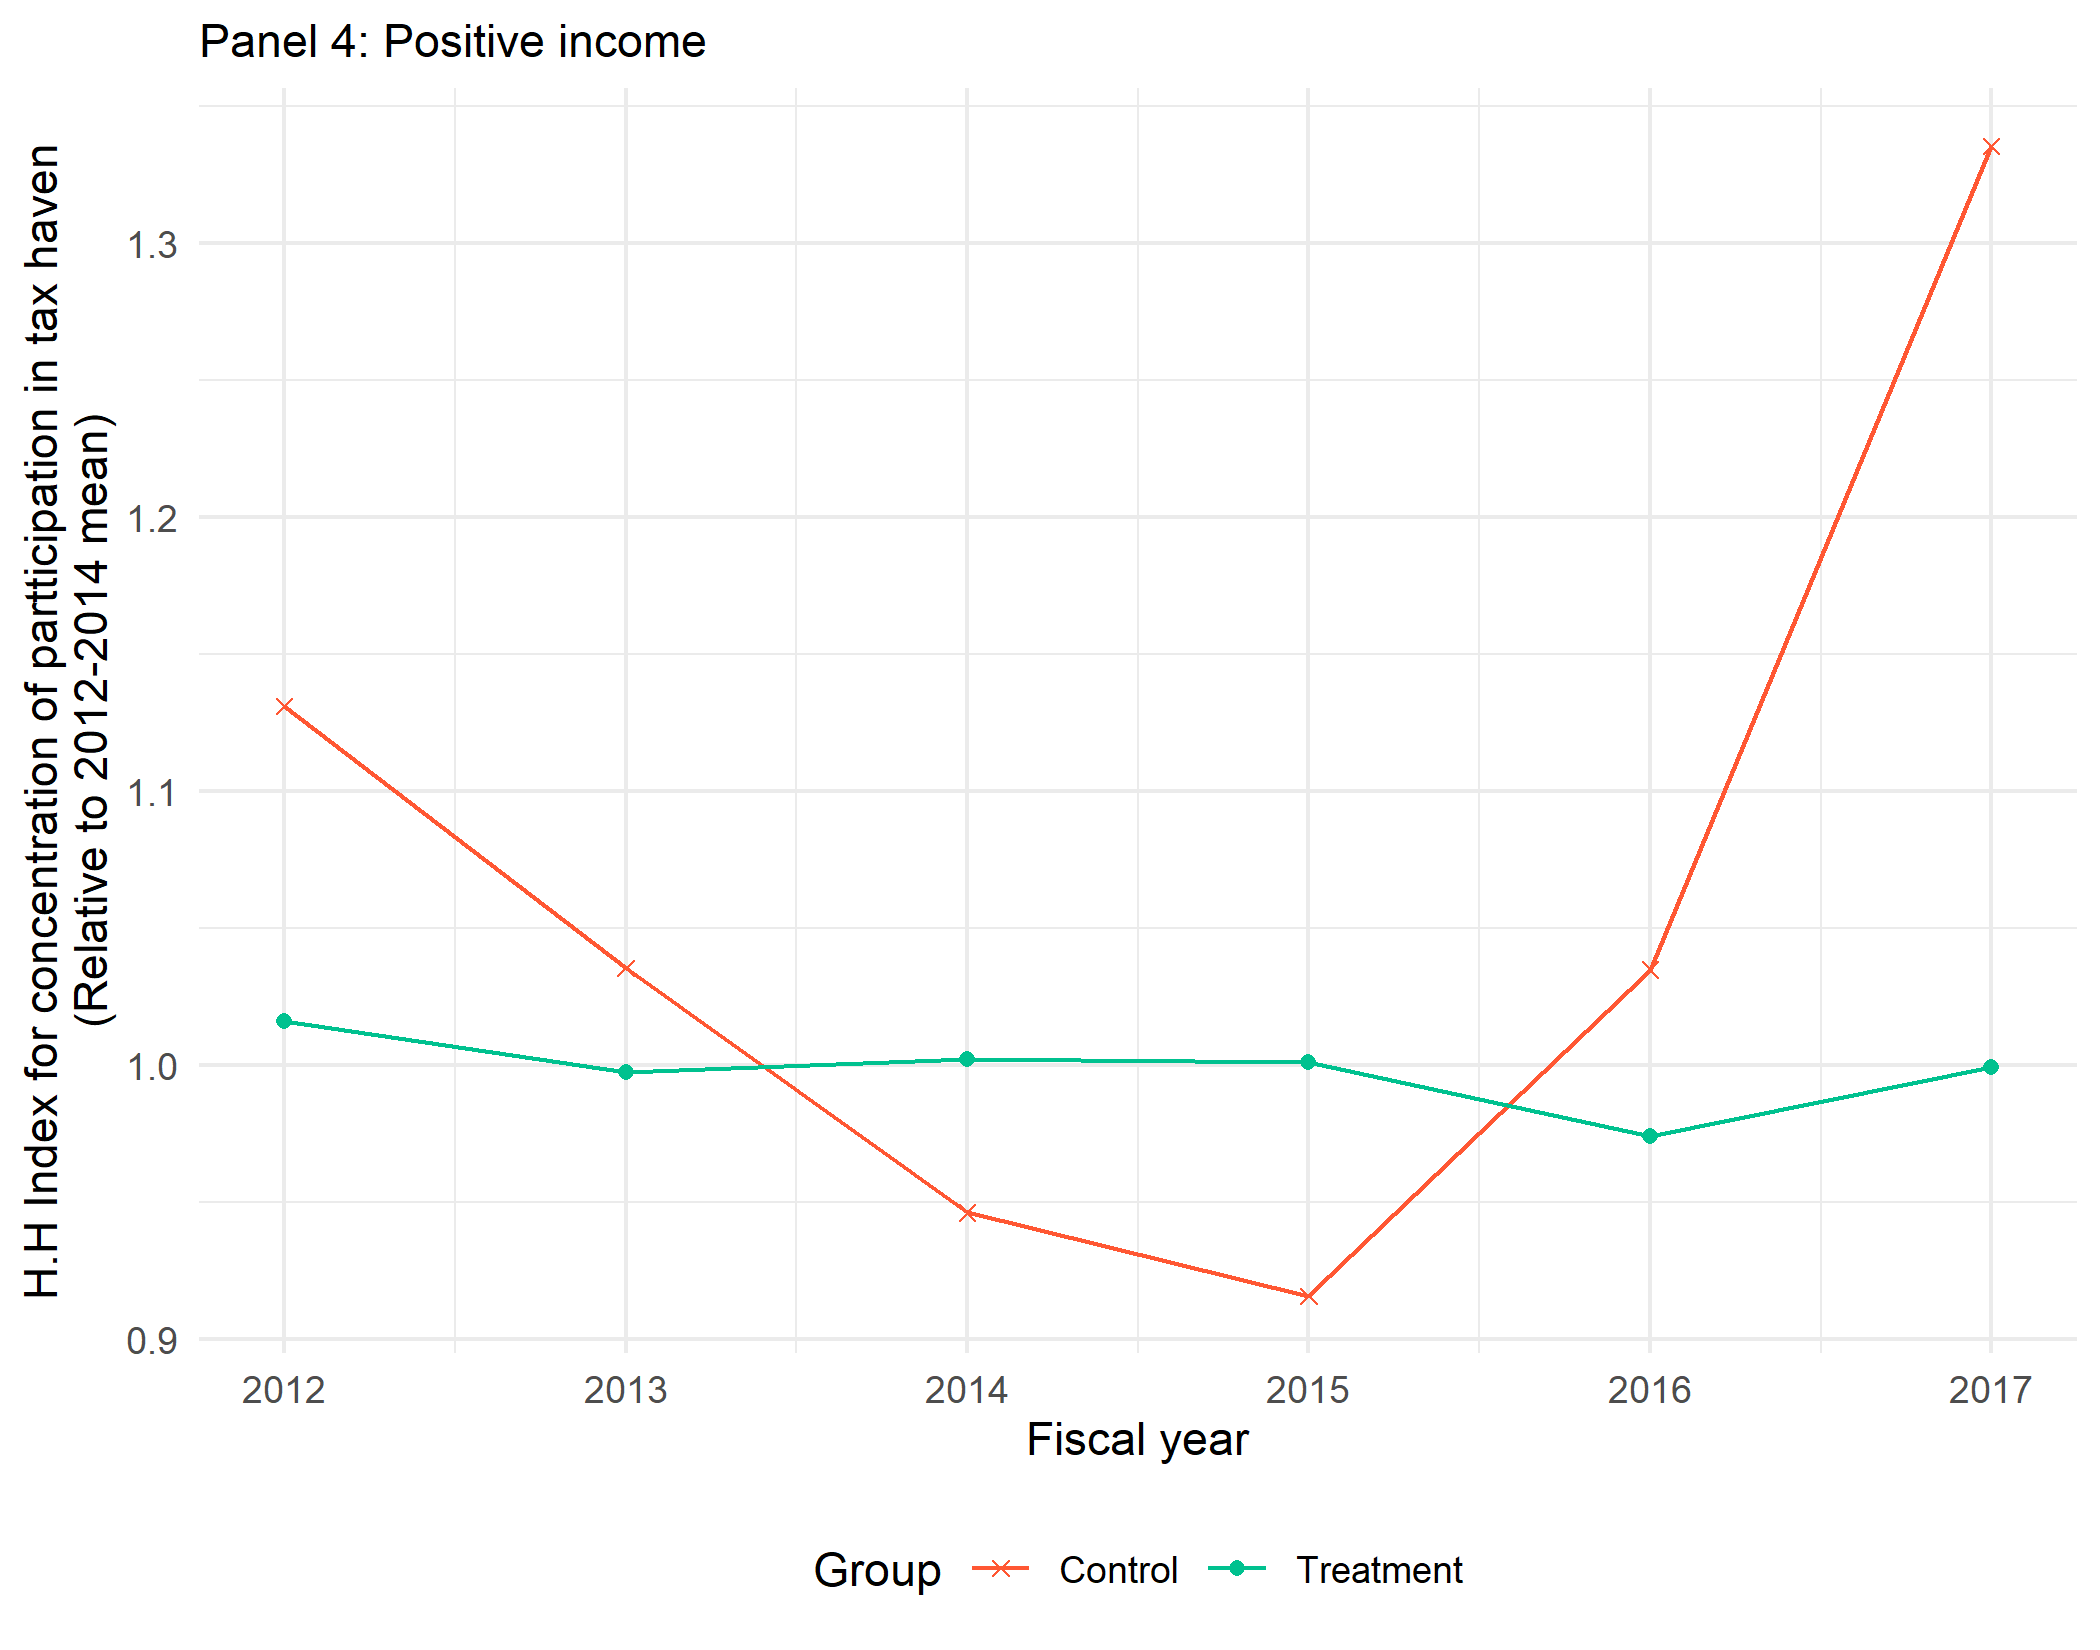 Panel 4: Positive income
H.H Index for concentration of participation in tax haven
(Relative to 2012-2014 mean)
1.3
1.2
1.1
1.0
0.9
2012 2013 2014 2015 2016 2017
Fiscal year
Group Control Treatment